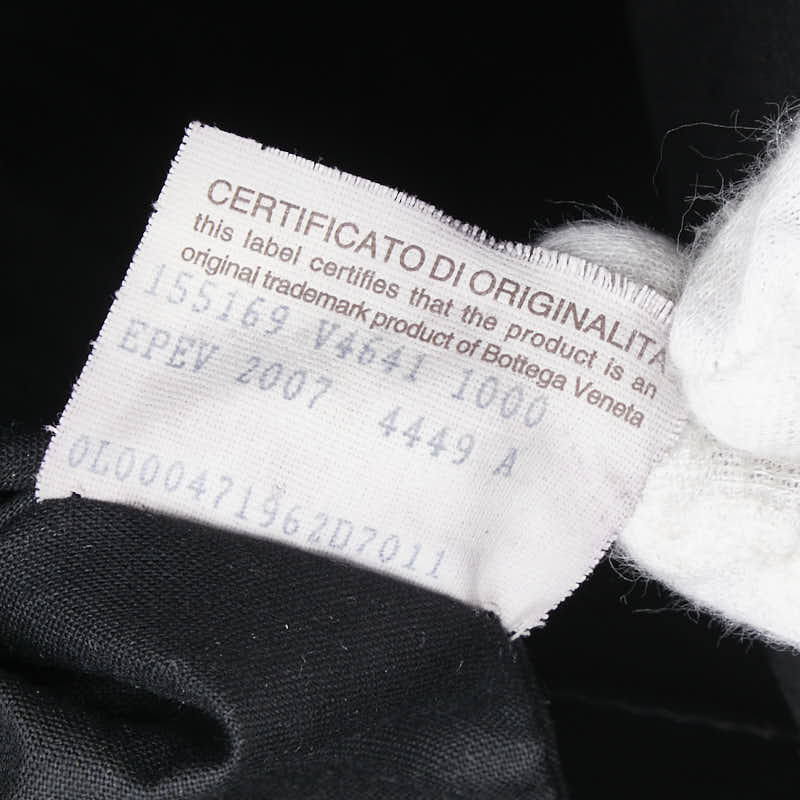 CERTIFICATO DI ORIGINALITA
this label certifies that the product is an
original trademark product of Bottega Veneta
155169 V4641 1000
EPEV 2007 4449 A
0L000471962D7011